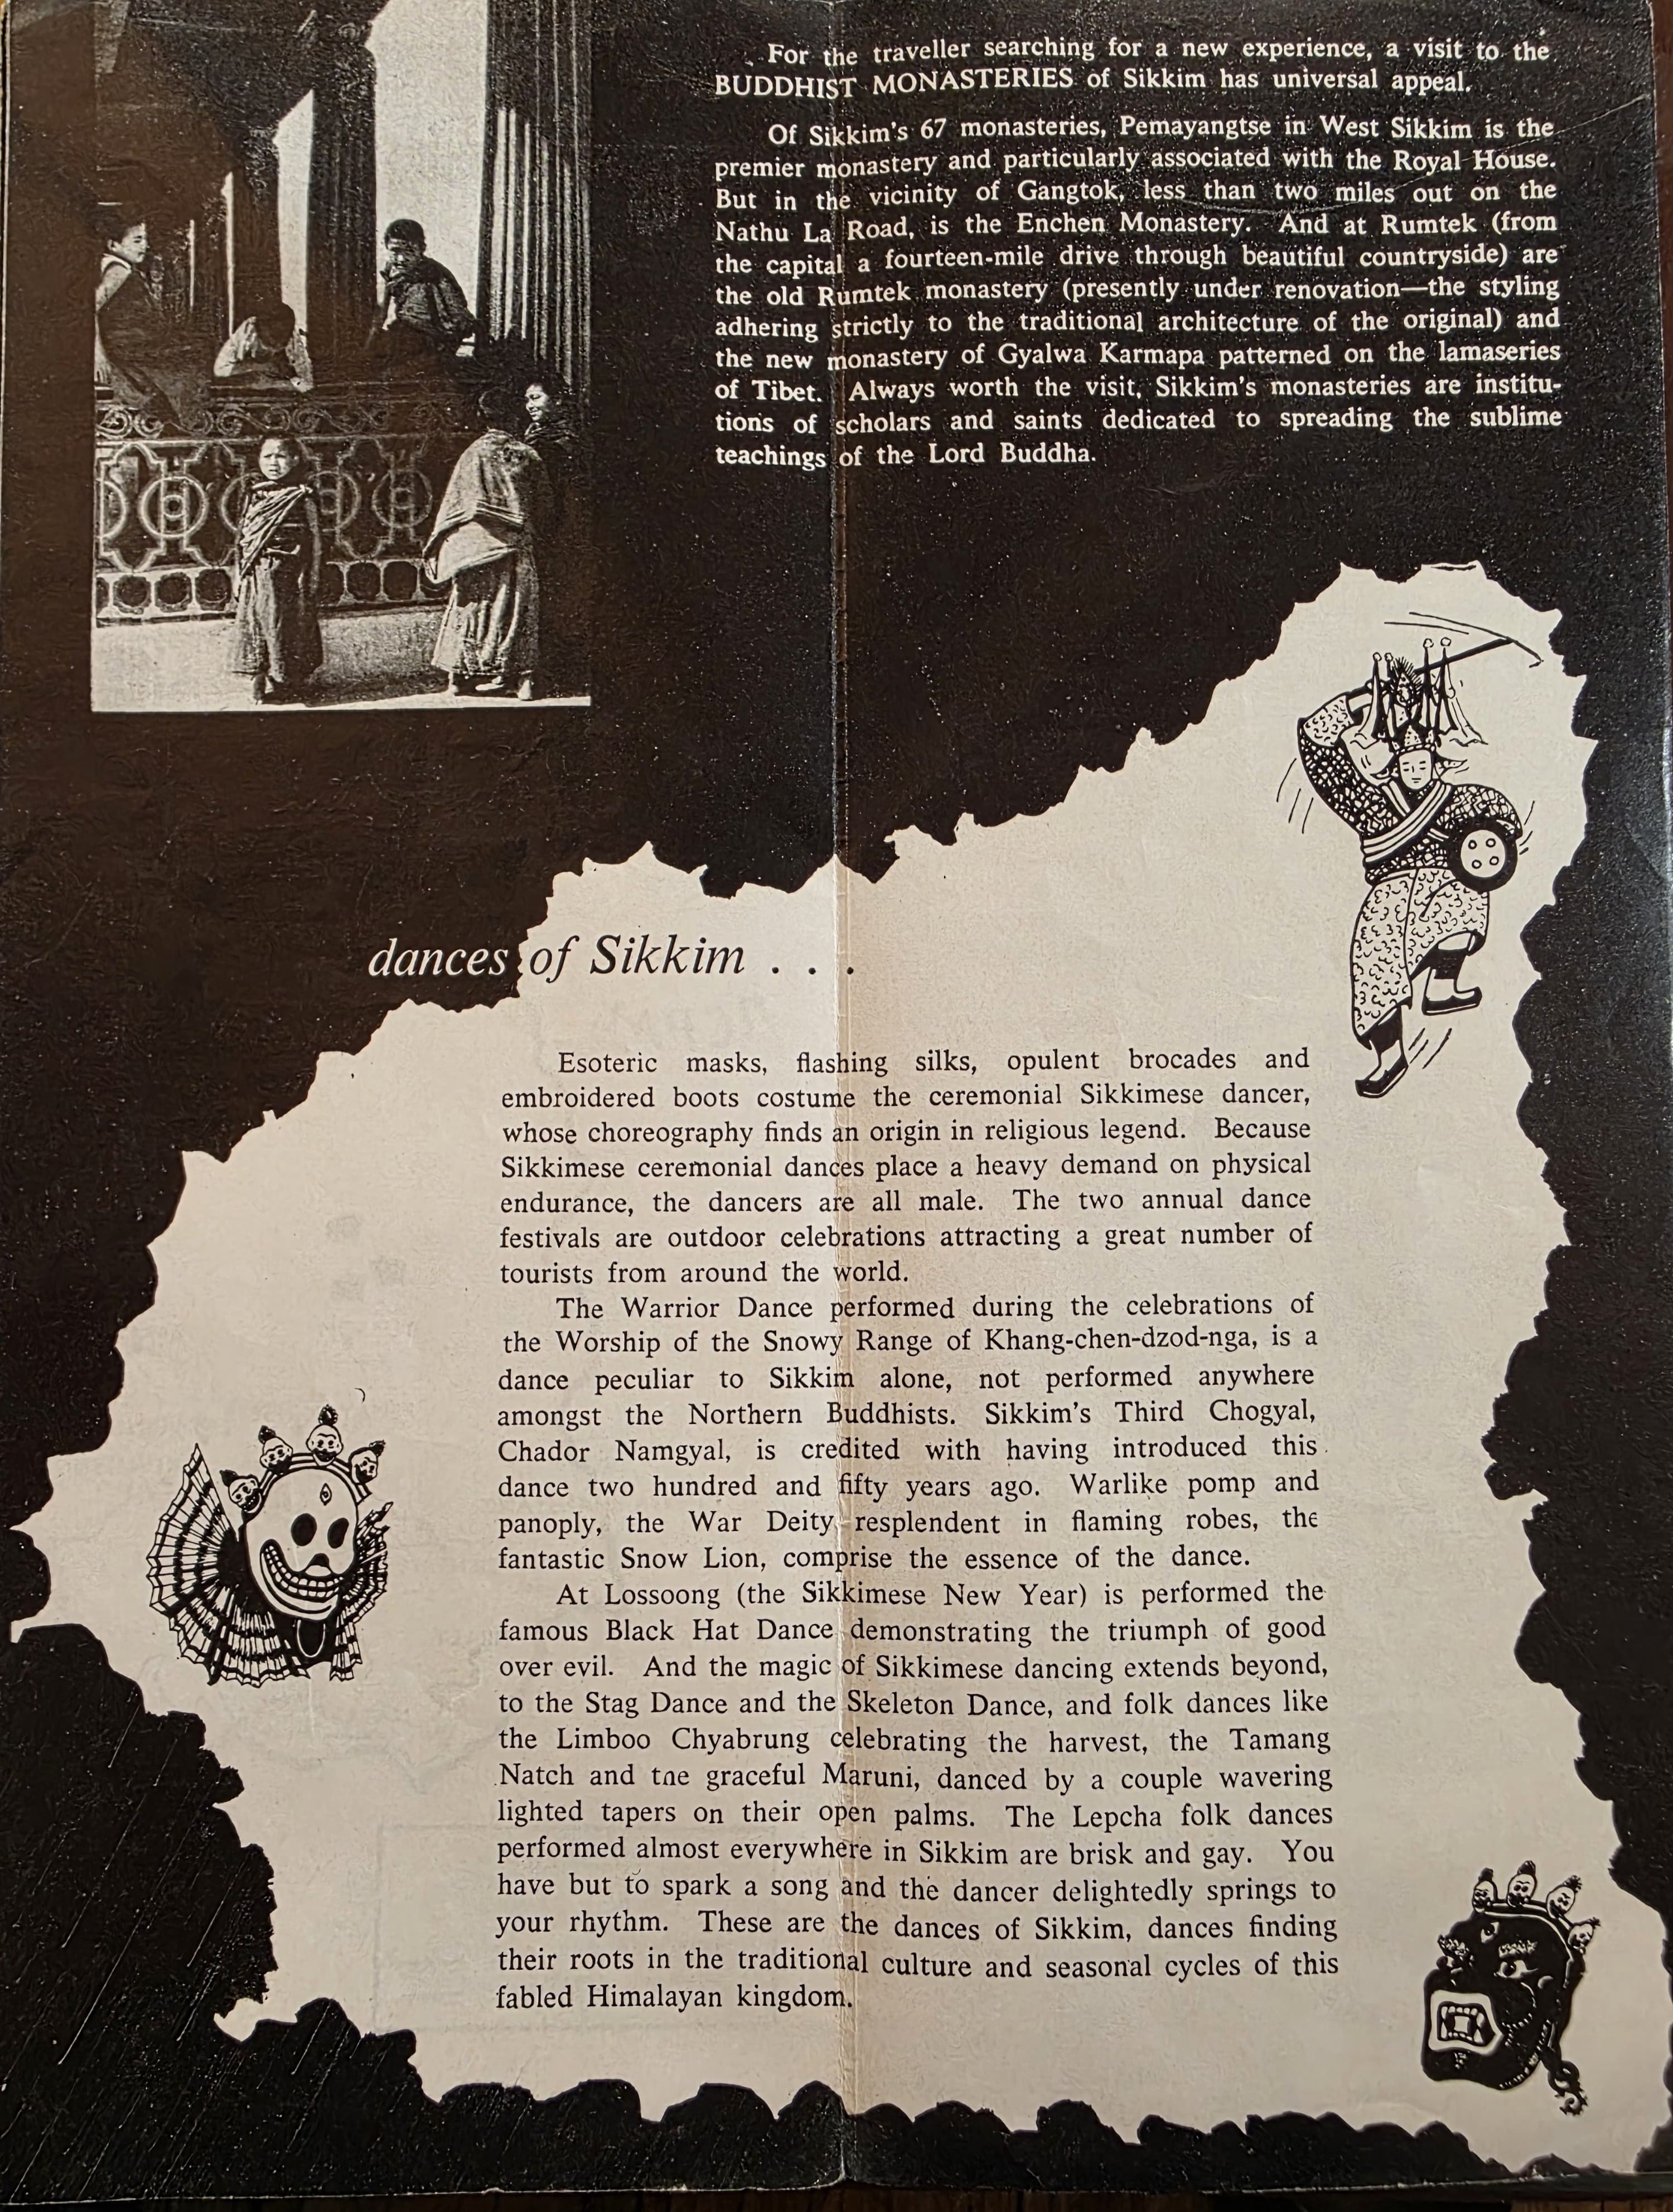 For the traveller searching for a new experience, a visit to the
BUDDHIST MONASTERIES of Sikkim has universal appeal.
Of Sikkim's 67 monasteries, Pemayangtse in West Sikkim is the
premier monastery and particularly associated with the Royal House.
But in the vicinity of Gangtok, less than two miles out on the
Nathu La Road, is the Enchen Monastery. And at Rumtek (from
the capital a fourteen-mile drive through beautiful countryside) are
the old Rumtek monastery (presently under renovation—the styling
adhering strictly to the traditional architecture of the original) and
the new monastery of Gyalwa Karmapa patterned on the lamaseries
of Tibet. Always worth the visit, Sikkim's monasteries are institu-
tions of scholars and saints dedicated to spreading the sublime
teachings of the Lord Buddha.
dances of Sikkim . . .
Esoteric masks, flashing silks, opulent brocades and
embroidered boots costume the ceremonial Sikkimese dancer,
whose choreography finds an origin in religious legend. Because
Sikkimese ceremonial dances place a heavy demand on physical
endurance, the dancers are all male. The two annual dance
festivals are outdoor celebrations attracting a great number of
tourists from around the world.
The Warrior Dance performed during the celebrations of
the Worship of the Snowy Range of Khang-chen-dzod-nga, is a
dance peculiar to Sikkim alone, not performed anywhere
amongst the Northern Buddhists. Sikkim's Third Chogyal,
Chador Namgyal, is credited with having introduced this
dance two hundred and fifty years ago. Warlike pomp and
panoply, the War Deity resplendent in flaming robes, the
fantastic Snow Lion, comprise the essence of the dance.
At Lossoong (the Sikkimese New Year) is performed the
famous Black Hat Dance demonstrating the triumph of good
over evil. And the magic of Sikkimese dancing extends beyond,
to the Stag Dance and the Skeleton Dance, and folk dances like
the Limboo Chyabrung celebrating the harvest, the Tamang
Natch and the graceful Maruni, danced by a couple wavering
lighted tapers on their open palms. The Lepcha folk dances
performed almost everywhere in Sikkim are brisk and gay. You
have but to spark a song and the dancer delightedly springs to
your rhythm. These are the dances of Sikkim, dances finding
their roots in the traditional culture and seasonal cycles of this
fabled Himalayan kingdom.